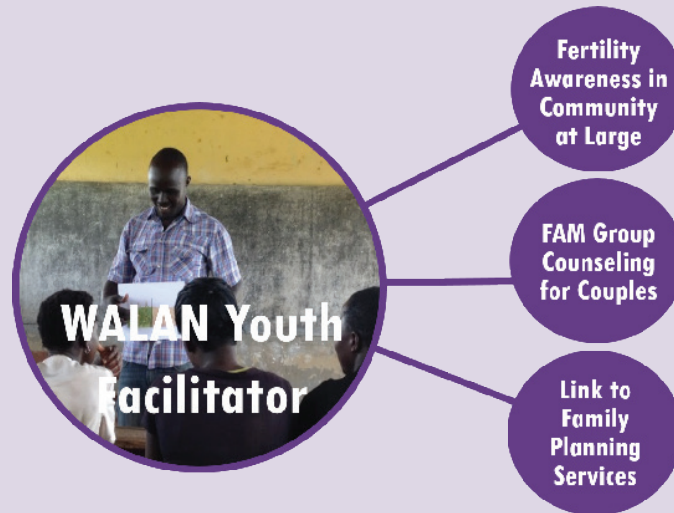 WALAN Youth
Facilitator
Fertility
Awareness in
Community
at Large
FAM Group
Counseling
for Couples
Link to
Family
Planning
Services